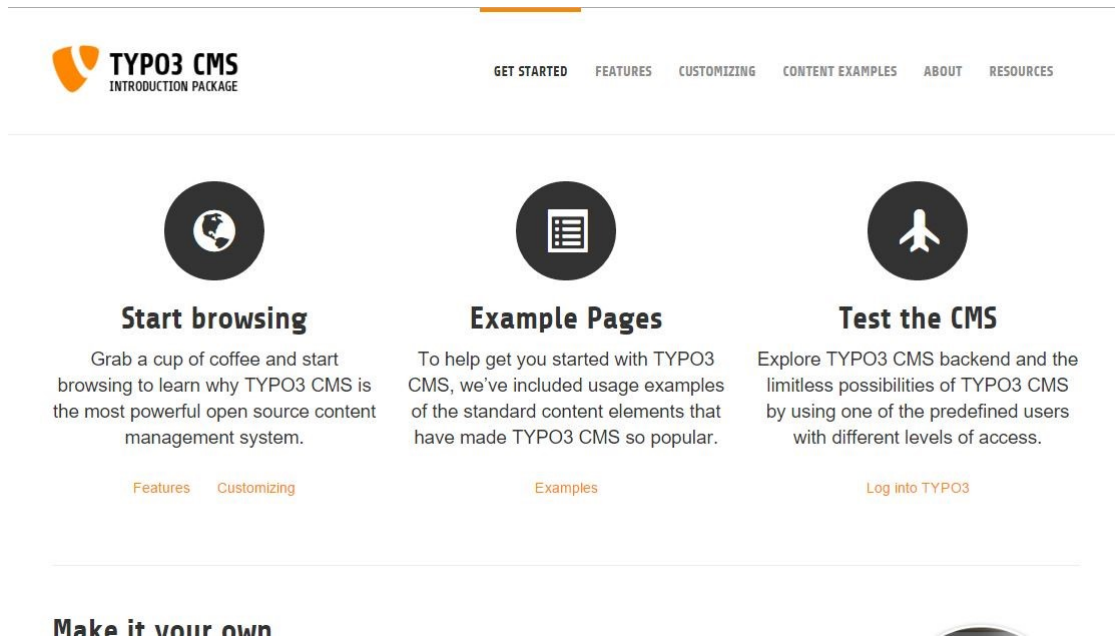 TYPO3 CMS
INTRODUCTION PACKAGE
GET STARTED FEATURES CUSTOMIZING CONTENT EXAMPLES ABOUT RESOURCES
Start browsing
Grab a cup of coffee and start
browsing to learn why TYPO3 CMS is
the most powerful open source content
management system.
Features Customizing
Example Pages
To help get you started with TYPO3
CMS, we've included usage examples
of the standard content elements that
have made TYPO3 CMS so popular.
Examples
Test the CMS
Explore TYPO3 CMS backend and the
limitless possibilities of TYPO3 CMS
by using one of the predefined users
with different levels of access.
Log into TYPO3
Make it your own